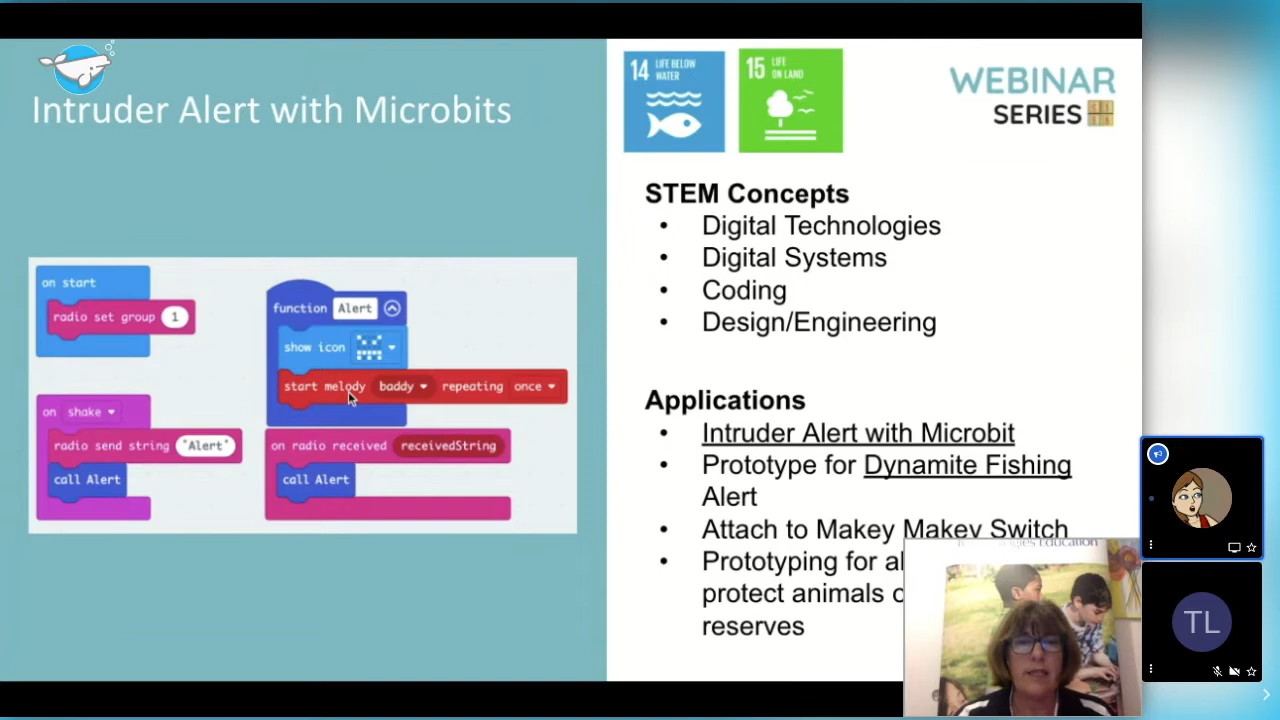 Intruder Alert with Microbits
on start
radio set group 1
on shake
radio send string "Alert"
call Alert
function Alert
show icon
start melody baddy repeating once
on radio received receivedString
call Alert
14 LIFE BELOW
WATER
15 LIFE
ON LAND
WEBINAR
SERIES
STEM Concepts
• Digital Technologies
• Digital Systems
• Coding
• Design/Engineering
Applications
• Intruder Alert with Microbit
• Prototype for Dynamite Fishing
Alert
• Attach to Makey Makey Switch
• Prototyping for
protect animals
reserves
Education
TL